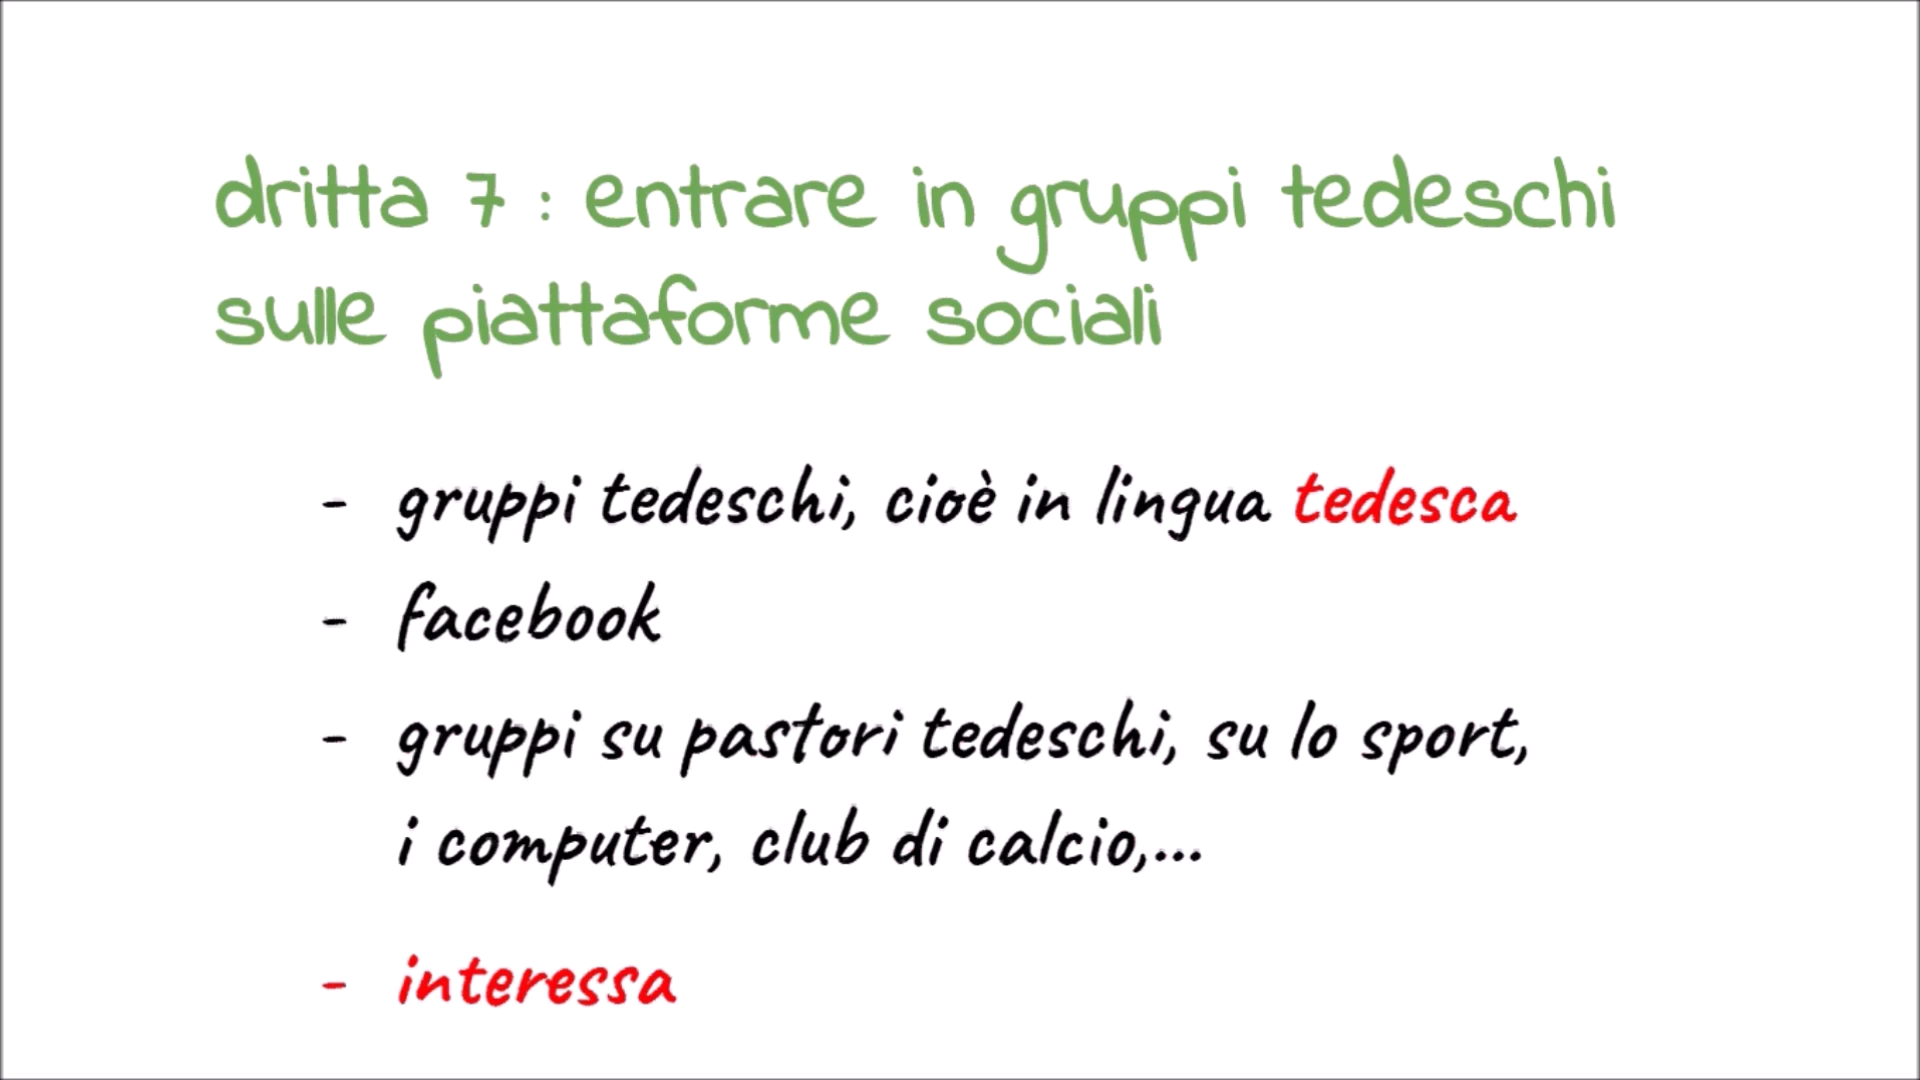 dritta 7 : entrare in gruppi tedeschi
sulle piattaforme sociali
- gruppi tedeschi, cioè in lingua tedesca
- facebook
- gruppi su pastori tedeschi, su lo sport,
i computer, club di calcio,...
- interessa